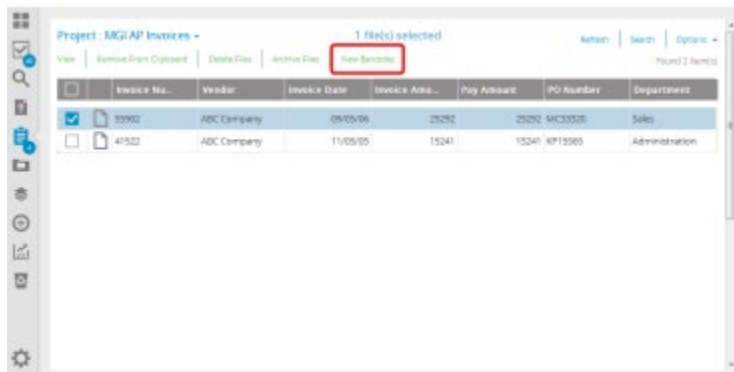 Project : MGI AP Invoices
1 file(s) selected
Refresh | Search | Options
View | Remove From Clipboard | Delete Files | Archive Files | View Barcodes
Found 2 item(s)
Invoice Nu... Vendor Invoice Date Invoice Amo... Pay Amount PO Number Department
55902 ABC Company 09/05/06 25292 25292 MC33520 Sales
41522 ABC Company 11/05/05 15241 15241 KP15565 Administration